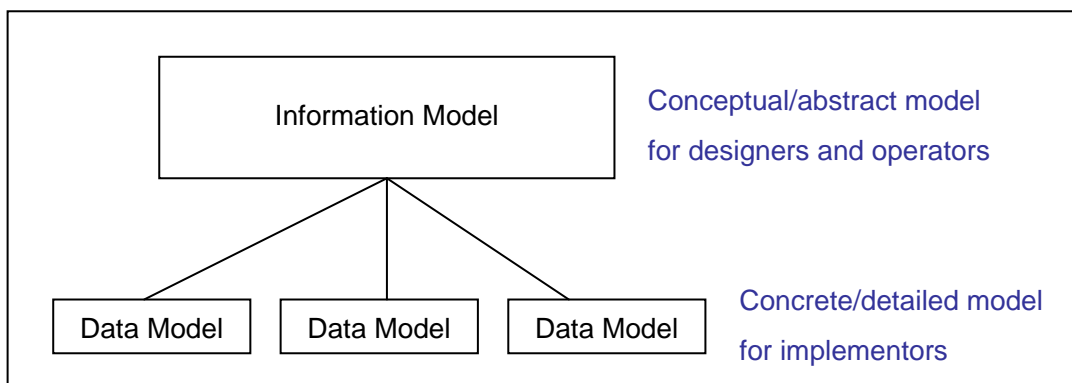 Information Model
Conceptual/abstract model
for designers and operators
Data Model
Data Model
Data Model
Concrete/detailed model
for implementors